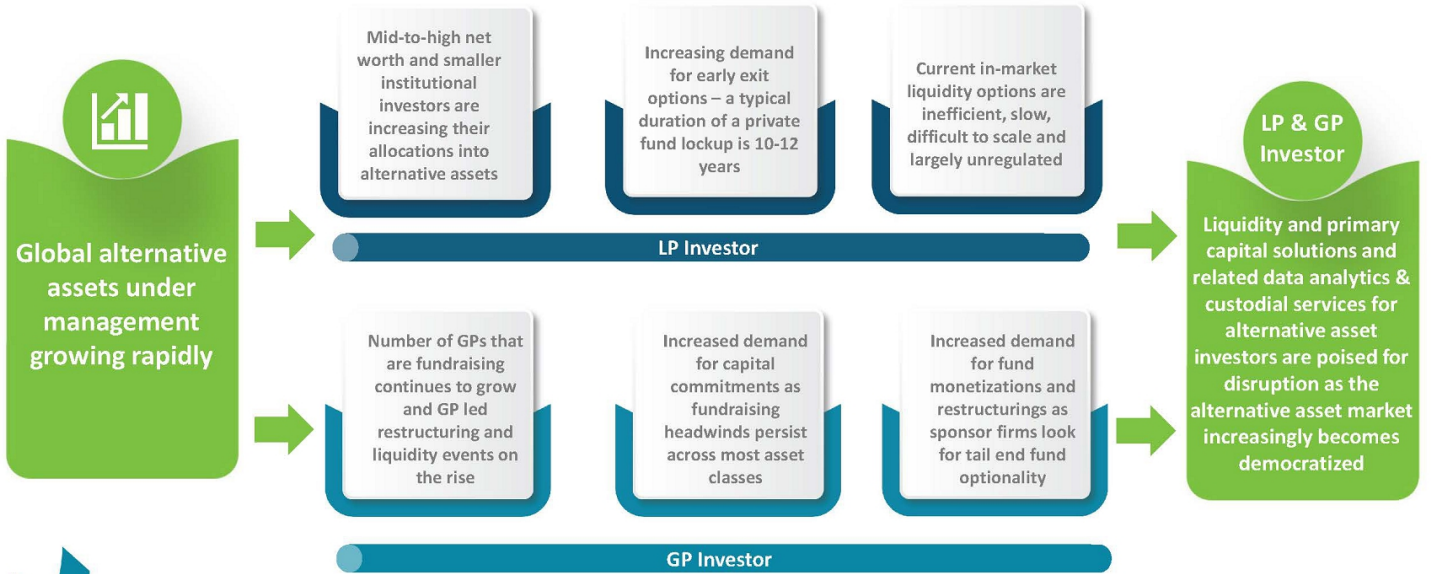 Global alternative
assets under
management
growing rapidly
Mid-to-high net
worth and smaller
institutional
investors are
increasing their
allocations into
alternative assets
Increasing demand
for early exit
options – a typical
duration of a private
fund lockup is 10-12
years
Current in-market
liquidity options are
inefficient, slow,
difficult to scale and
largely unregulated
LP Investor
Number of GPs that
are fundraising
continues to grow
and GP led
restructuring and
liquidity events on
the rise
Increased demand
for capital
commitments as
fundraising
headwinds persist
across most asset
classes
Increased demand
for fund
monetizations and
restructurings as
sponsor firms look
for tail end fund
optionality
GP Investor
LP & GP
Investor
Liquidity and primary
capital solutions and
related data analytics &
custodial services for
alternative asset
investors are poised for
disruption as the
alternative asset market
increasingly becomes
democratized